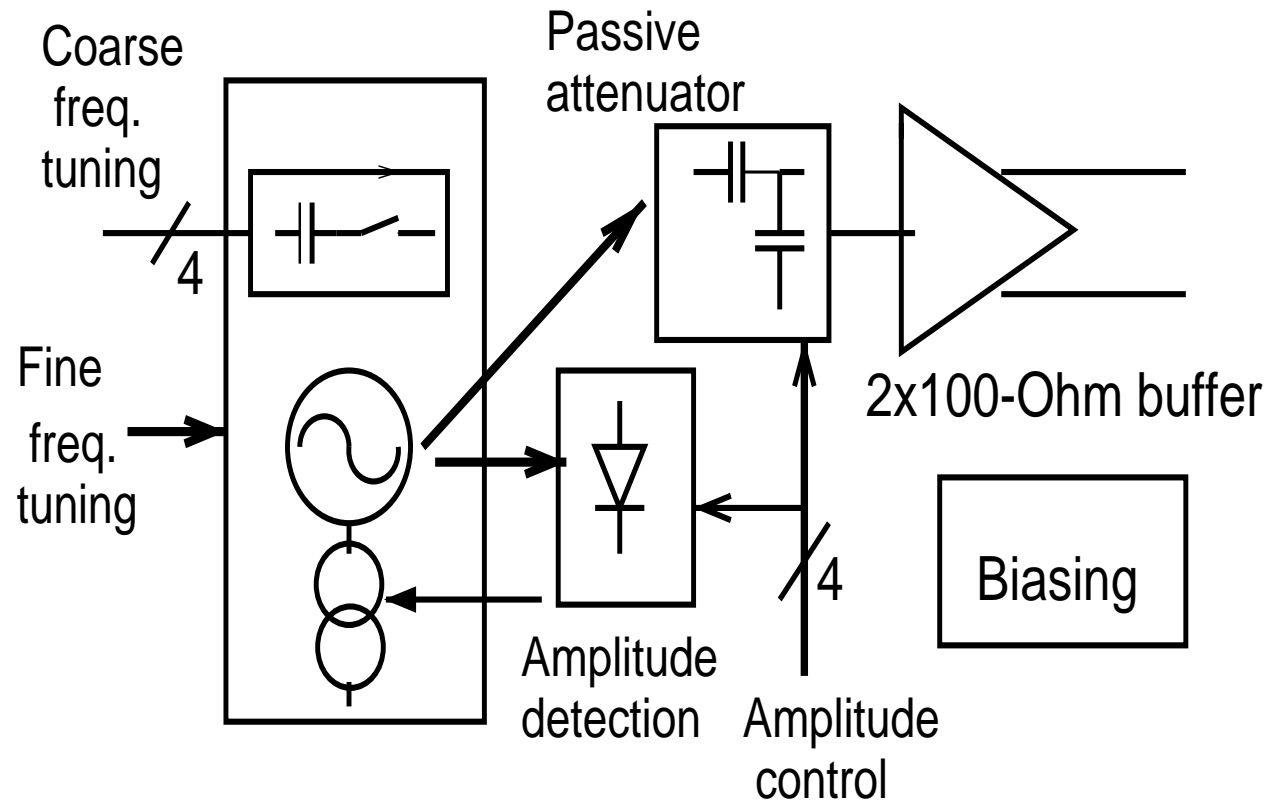 Coarse
freq.
tuning
4
Passive
attenuator
Fine
freq.
tuning
2x100-Ohm buffer
4
Biasing
Amplitude
detection
Amplitude
control